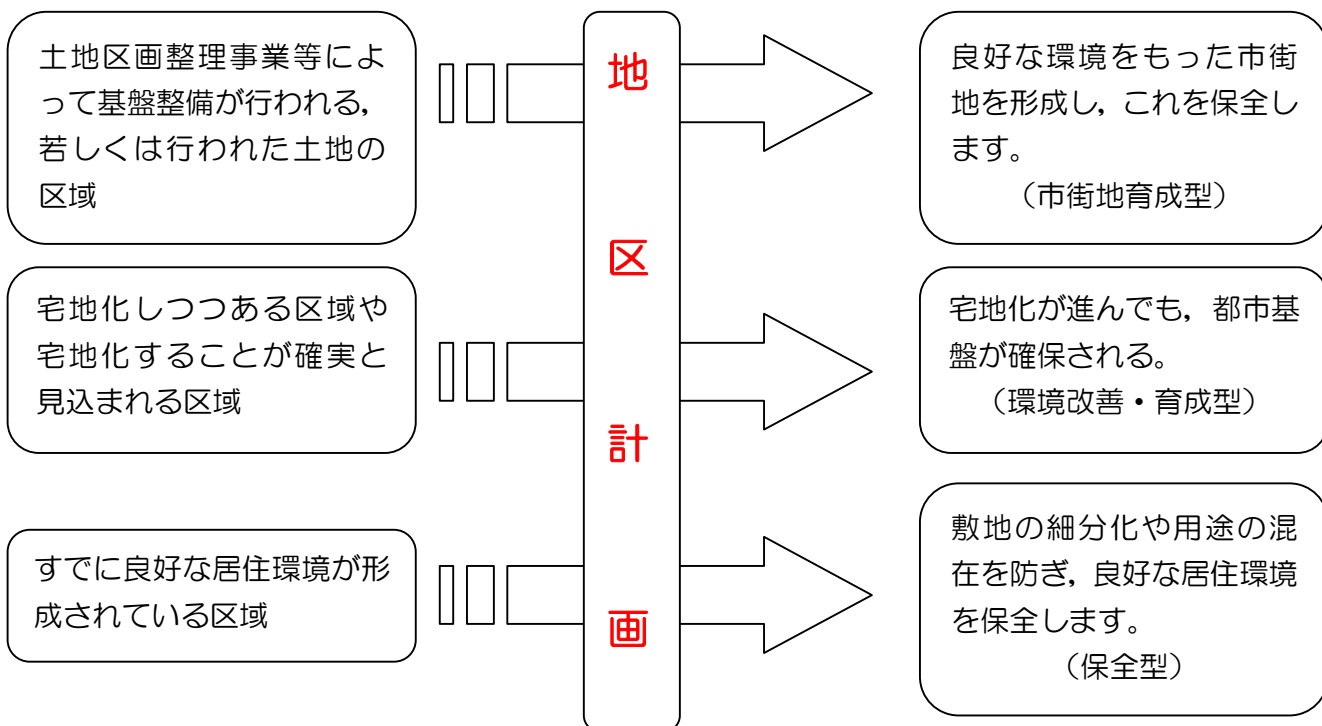 土地区画整理事業等によ
って基盤整備が行われる，
若しくは行われた土地の
区域
宅地化しつつある区域や
宅地化することが確実と
見込まれる区域
すでに良好な居住環境が形
成されている区域
地
区
計
画
良好な環境をもった市街
地を形成し，これを保全し
ます。
（市街地育成型）
宅地化が進んでも，都市基
盤が確保される。
（環境改善・育成型）
敷地の細分化や用途の混
在を防ぎ，良好な居住環境
を保全します。
（保全型）